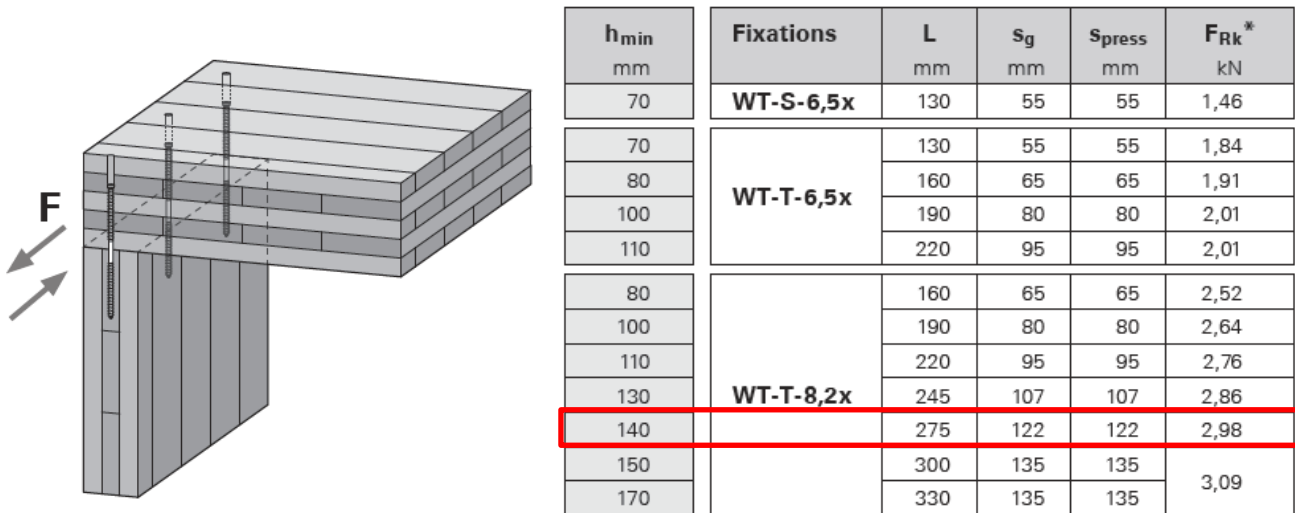 F
h_min Fixations L s_g s_press F_Rk*
mm mm mm mm kN
70 WT-S-6,5x 130 55 55 1,46
70 130 55 55 1,84
80 160 65 65 1,91
WT-T-6,5x
100 190 80 80 2,01
110 220 95 95 2,01
80 160 65 65 2,52
100 190 80 80 2,64
110 220 95 95 2,76
130 WT-T-8,2x 245 107 107 2,86
140 275 122 122 2,98
150 300 135 135
3,09
170 330 135 135